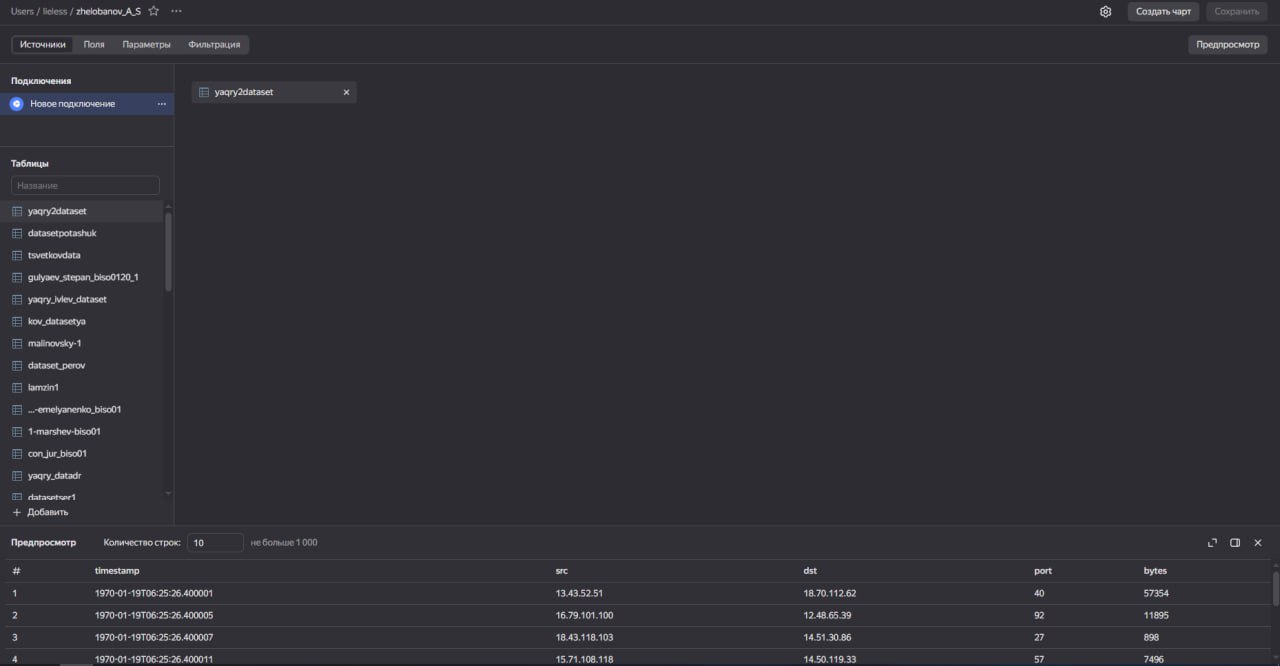 Users / lieless / zhelobanov_A_S
Создать чарт
Сохранить
Источники Поля Параметры Фильтрация
Предпросмотр
Подключения
Новое подключение
yaqry2dataset
Таблицы
Название
yaqry2dataset
datasetpotashuk
tsvetkovdata
gulyaev_stepan_biso0120_1
yaqry_ivlev_dataset
kov_datasetya
malinovsky-1
dataset_perov
lamzin1
...-emelyanenko_biso01
1-marshev-biso01
con_jur_biso01
yaqry_datadr
datasetser1
+ Добавить
Предпросмотр Количество строк: 10 не больше 1 000
# timestamp src dst port bytes
1 1970-01-19T06:25:26.400001 13.43.52.51 18.70.112.62 40 57354
2 1970-01-19T06:25:26.400005 16.79.101.100 12.48.65.39 92 11895
3 1970-01-19T06:25:26.400007 18.43.118.103 14.51.30.86 27 898
4 1970-01-19T06:25:26.400011 15.71.108.118 14.50.119.33 57 7496